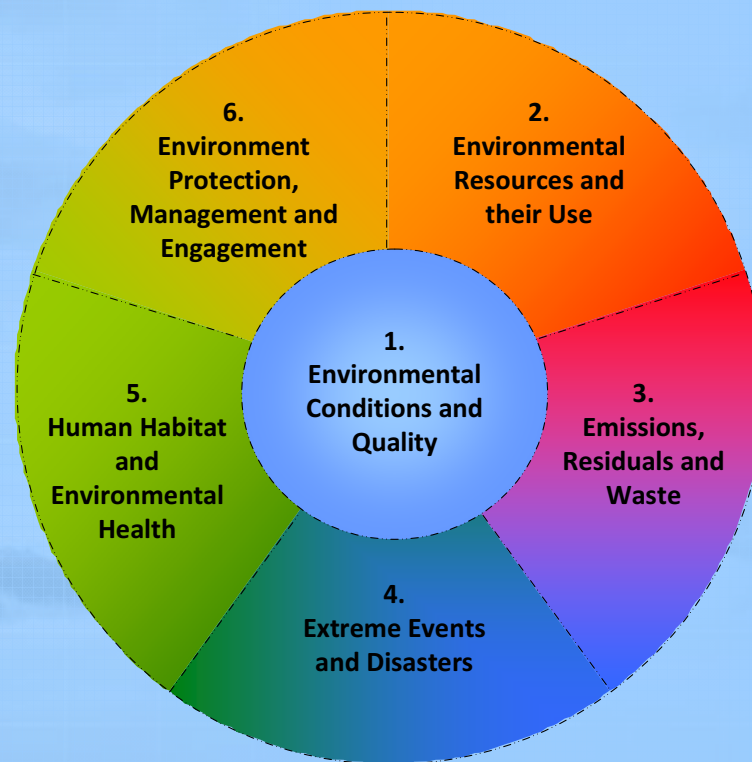 1.
Environmental
Conditions and
Quality
2.
Environmental
Resources and
their Use
3.
Emissions,
Residuals and
Waste
4.
Extreme Events
and Disasters
5.
Human Habitat
and
Environmental
Health
6.
Environment
Protection,
Management and
Engagement